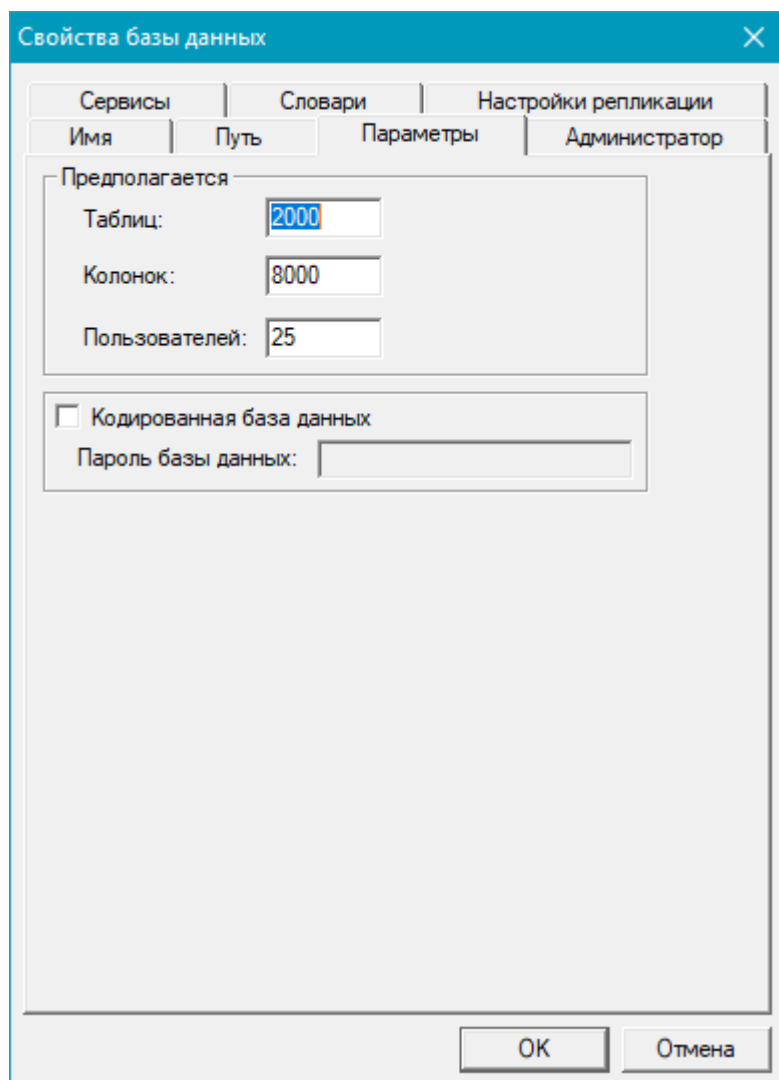 Свойства базы данных
Сервисы Словари Настройки репликации
Имя Путь Параметры Администратор
Предполагается
Таблиц: 2000
Колонок: 8000
Пользователей: 25
Кодированная база данных
Пароль базы данных:
OK Отмена